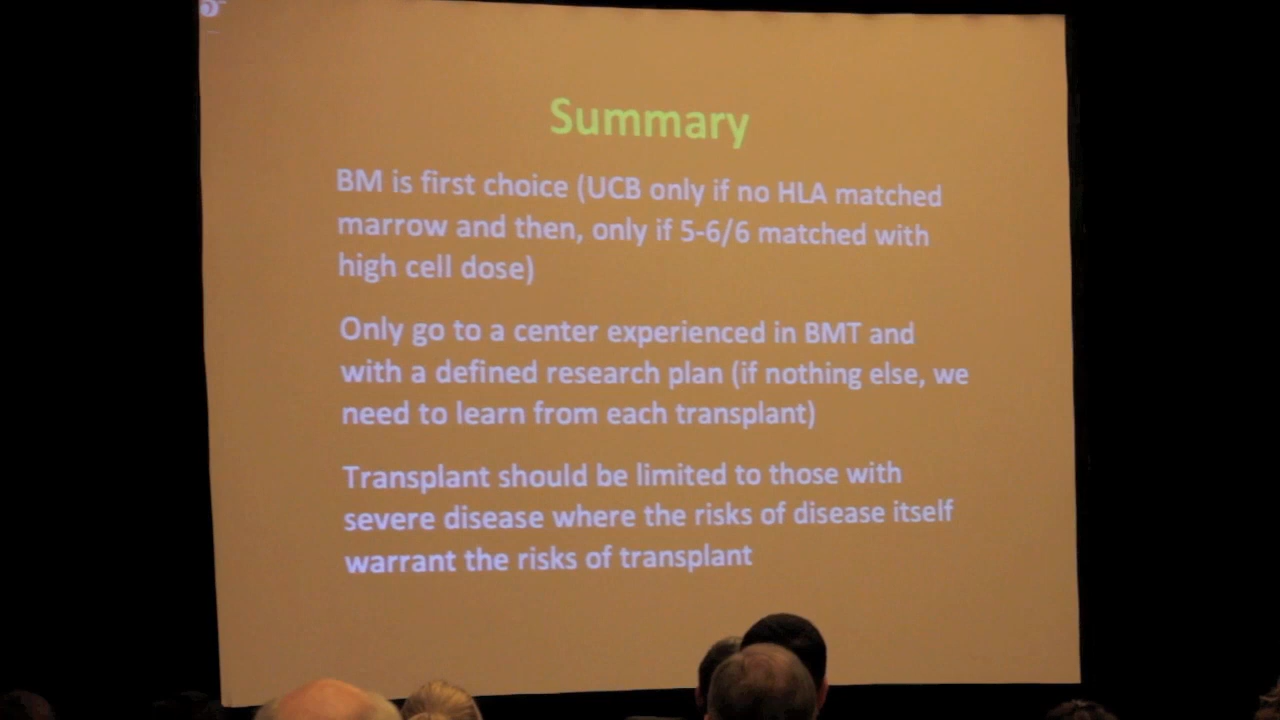 Summary
BM is first choice (UCB only if no HLA matched
marrow and then, only if 5-6/6 matched with
high cell dose)
Only go to a center experienced in BMT and
with a defined research plan (if nothing else, we
need to learn from each transplant)
Transplant should be limited to those with
severe disease where the risks of disease itself
warrant the risks of transplant